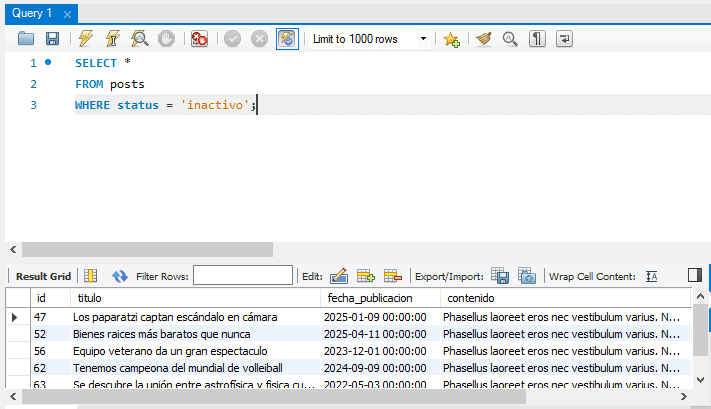 Query 1
Limit to 1000 rows
1 SELECT *
2 FROM posts
3 WHERE status = 'inactivo';
Result Grid Filter Rows: Edit: Export/Import: Wrap Cell Content:
id titulo fecha_publicacion contenido
47 Los paparatzi captan escándalo en cámara 2025-01-09 00:00:00 Phasellus laoreet eros nec vestibulum varius. N...
52 Bienes raices más baratos que nunca 2025-04-11 00:00:00 Phasellus laoreet eros nec vestibulum varius. N...
56 Equipo veterano da un gran espectaculo 2023-12-01 00:00:00 Phasellus laoreet eros nec vestibulum varius. N...
62 Tenemos campeona del mundial de volleiball 2024-09-09 00:00:00 Phasellus laoreet eros nec vestibulum varius. N...
63 Se descubre la unión entre astrofísica y fisica cu... 2022-05-03 00:00:00 Phasellus laoreet eros nec vestibulum varius. N...